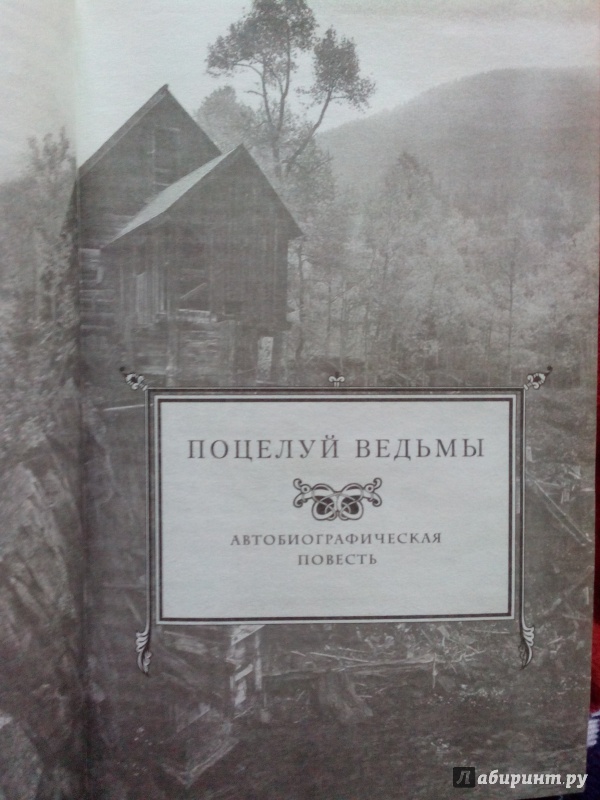 ПОЦЕЛУЙ ВЕДЬМЫ
АВТОБИОГРАФИЧЕСКАЯ
ПОВЕСТЬ
Лабиринт.ру